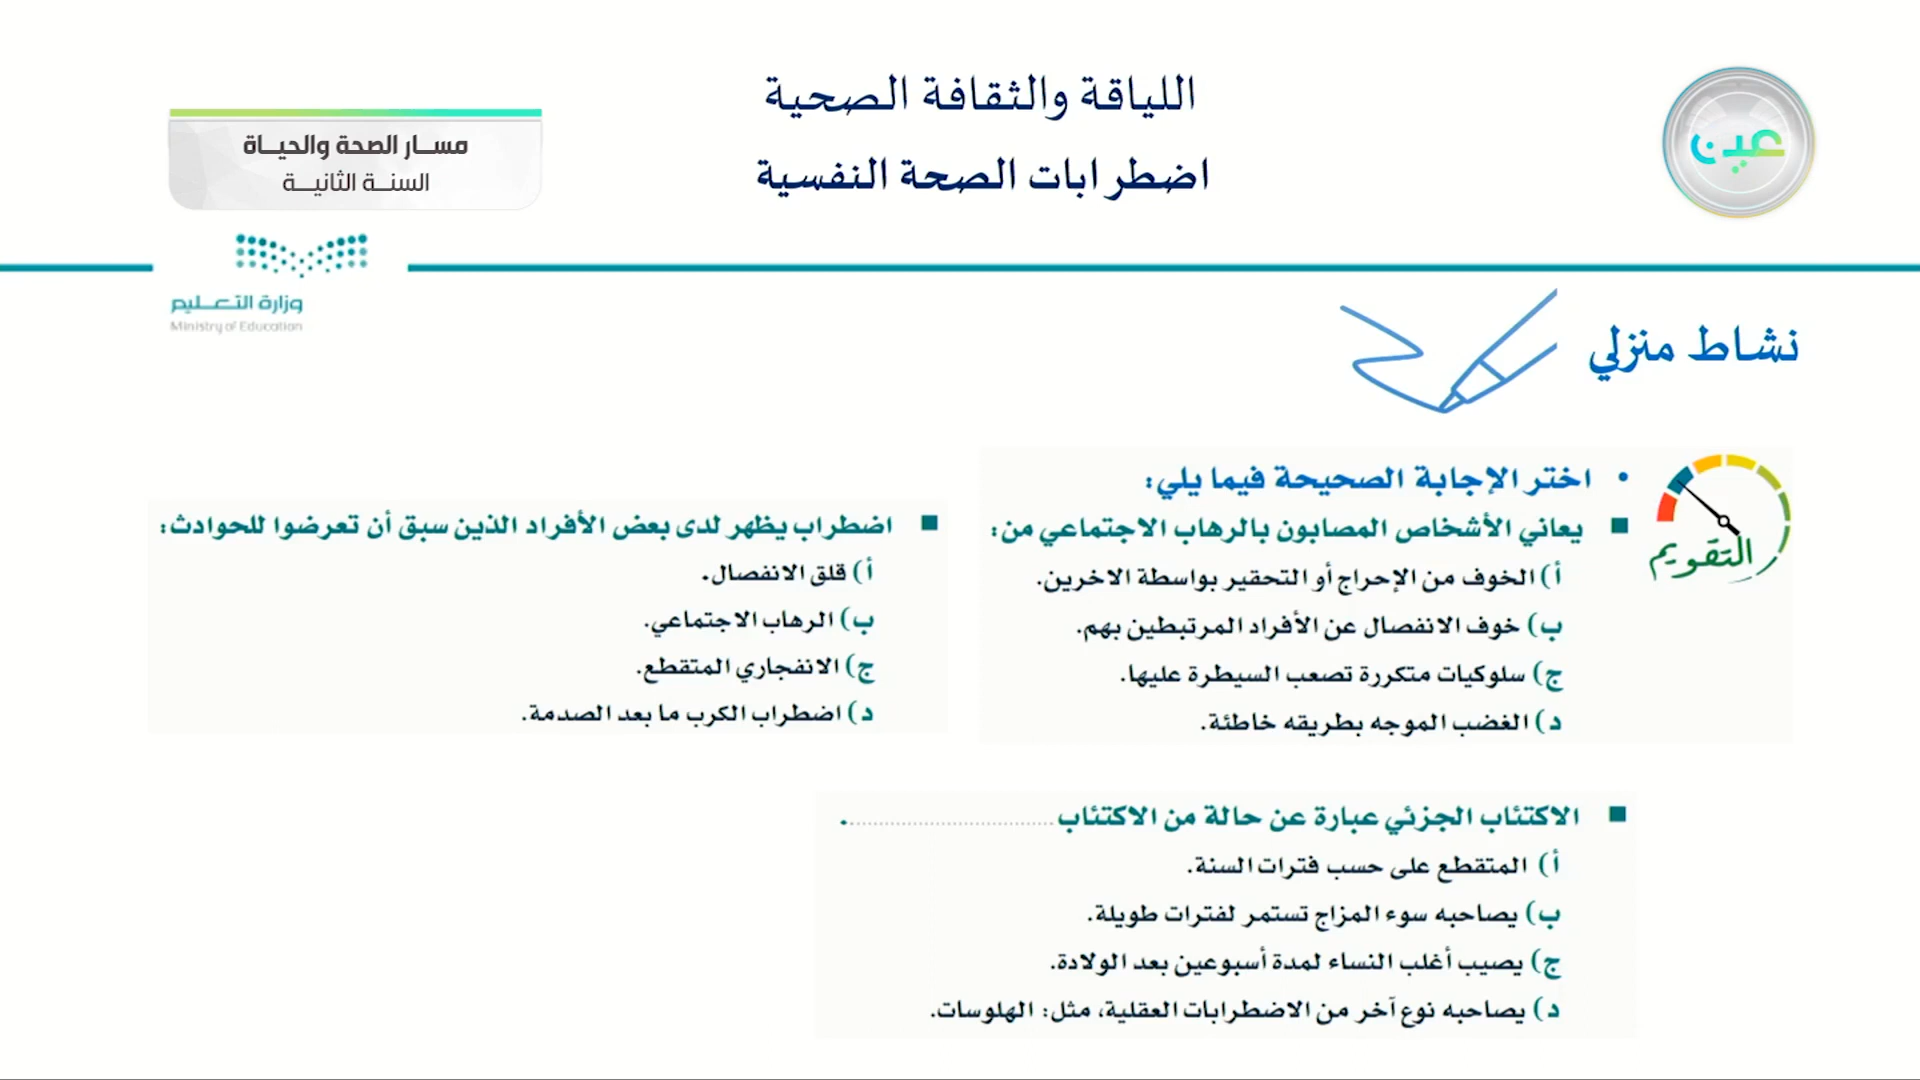 اللياقة والثقافة الصحية
اضطرابات الصحة النفسية
عين
مسار الصحة والحياة
السنة الثانية
وزارة التعليم
Ministry of Education
نشاط منزلي
التقويم
• اختر الإجابة الصحيحة فيما يلي:
■ يعاني الأشخاص المصابون بالرهاب الاجتماعي من:
أ) الخوف من الإحراج أو التحقير بواسطة الاخرين.
ب) خوف الانفصال عن الأفراد المرتبطين بهم.
ج) سلوكيات متكررة تصعب السيطرة عليها.
د) الغضب الموجه بطريقه خاطئة.
■ اضطراب يظهر لدى بعض الأفراد الذين سبق أن تعرضوا للحوادث:
أ) قلق الانفصال.
ب) الرهاب الاجتماعي.
ج) الانفجاري المتقطع.
د) اضطراب الكرب ما بعد الصدمة.
■ الاكتئاب الجزئي عبارة عن حالة من الاكتئاب ..............................
أ) المتقطع على حسب فترات السنة.
ب) يصاحبه سوء المزاج تستمر لفترات طويلة.
ج) يصيب أغلب النساء لمدة أسبوعين بعد الولادة.
د) يصاحبه نوع آخر من الاضطرابات العقلية، مثل: الهلوسات.